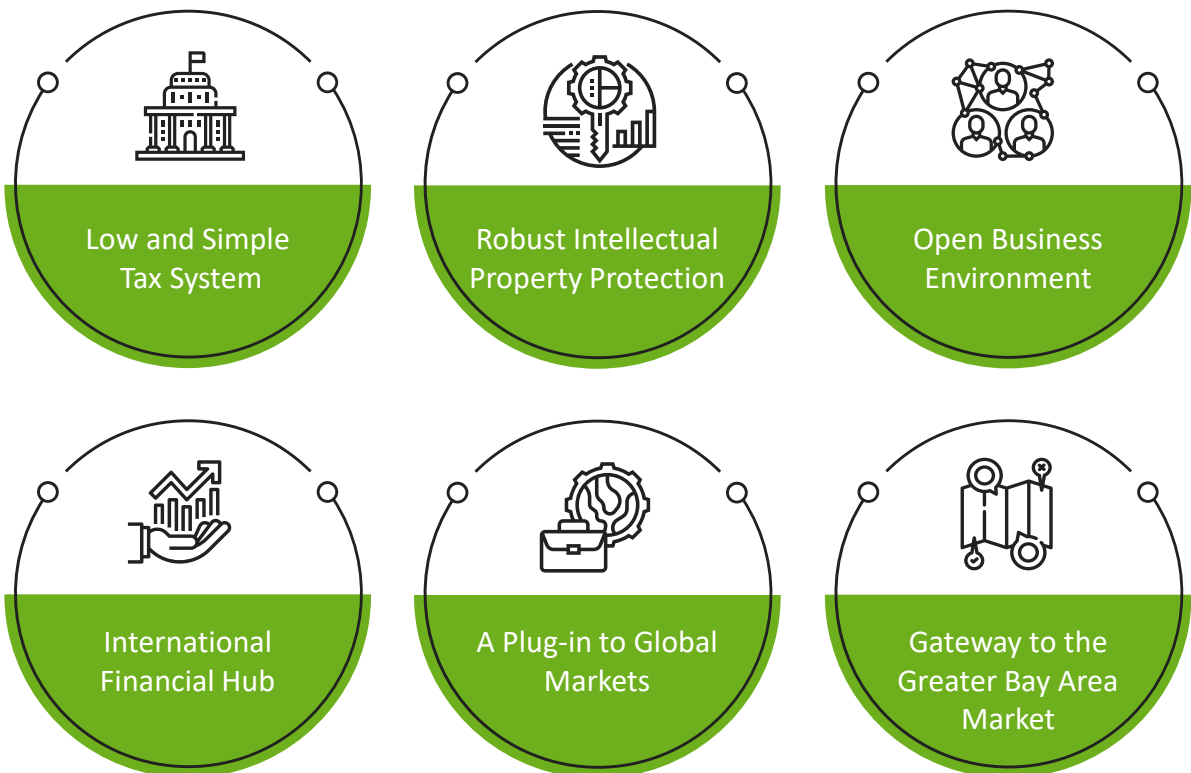 Low and Simple
Tax System
Robust Intellectual
Property Protection
Open Business
Environment
International
Financial Hub
A Plug-in to Global
Markets
Gateway to the
Greater Bay Area
Market